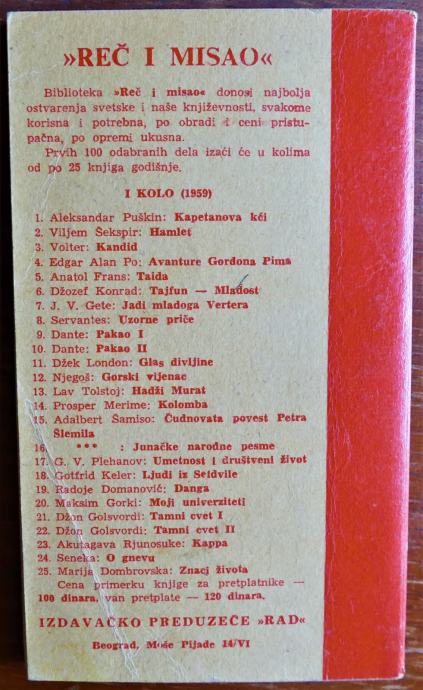 »REČ I MISAO«
Biblioteka »Reč i misao« donosi najbolja
ostvarenja svetske i naše književnosti, svakome
korisna i potrebna, po obradi i ceni pristu-
pačna, po opremi ukusna.
Prvih 100 odabranih dela izaći će u kolima
od po 25 knjiga godišnje.
I KOLO (1959)
1. Aleksandar Puškin: Kapetanova kći
2. Viljem Šekspir: Hamlet
3. Volter: Kandid
4. Edgar Alan Po: Avanture Gordona Pima
5. Anatol Frans: Taida
6. Džozef Konrad: Tajfun — Mladost
7. J. V. Gete: Jadi mladoga Vertera
8. Servantes: Uzorne priče
9. Dante: Pakao I
10. Dante: Pakao II
11. Džek London: Glas divljine
12. Njegoš: Gorski vijenac
13. Lav Tolstoj: Hadži Murat
14. Prosper Merime: Kolomba
15. Adalbert Šamiso: Čudnovata povest Petra
Šlemila
16. *** : Junačke narodne pesme
17. G. V. Plehanov: Umetnost i društveni život
18. Gotfrid Keler: Ljudi iz Seldvile
19. Radoje Domanović: Danga
20. Maksim Gorki: Moji univerziteti
21. Džon Golsvordi: Tamni cvet I
22. Džon Golsvordi: Tamni cvet II
23. Akutagava Rjunosuke: Kappa
24. Seneka: O gnevu
25. Marija Dombrovska: Znaci života
Cena primerku knjige za pretplatnike —
100 dinara, van pretplate — 120 dinara.
IZDAVAČKO PREDUZEĆE »RAD«
Beograd, Moše Pijade 14/VI